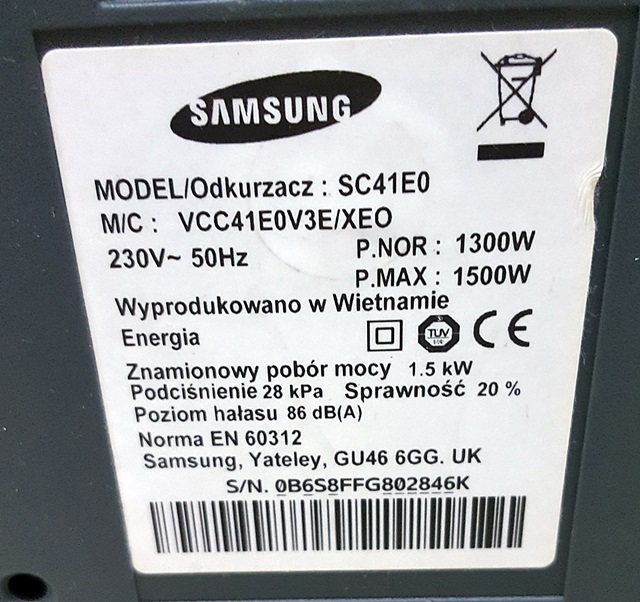 SAMSUNG
MODEL/Odkurzacz : SC41E0
M/C : VCC41E0V3E/XEO
230V~ 50Hz P.NOR : 1300W
P.MAX : 1500W
Wyprodukowano w Wietnamie
Energia TUV CE
Znamionowy pobór mocy 1.5 kW
Podciśnienie 28 kPa Sprawność 20 %
Poziom hałasu 86 dB(A)
Norma EN 60312
Samsung, Yateley, GU46 6GG. UK
S/N. 0B6S8FFG802846K